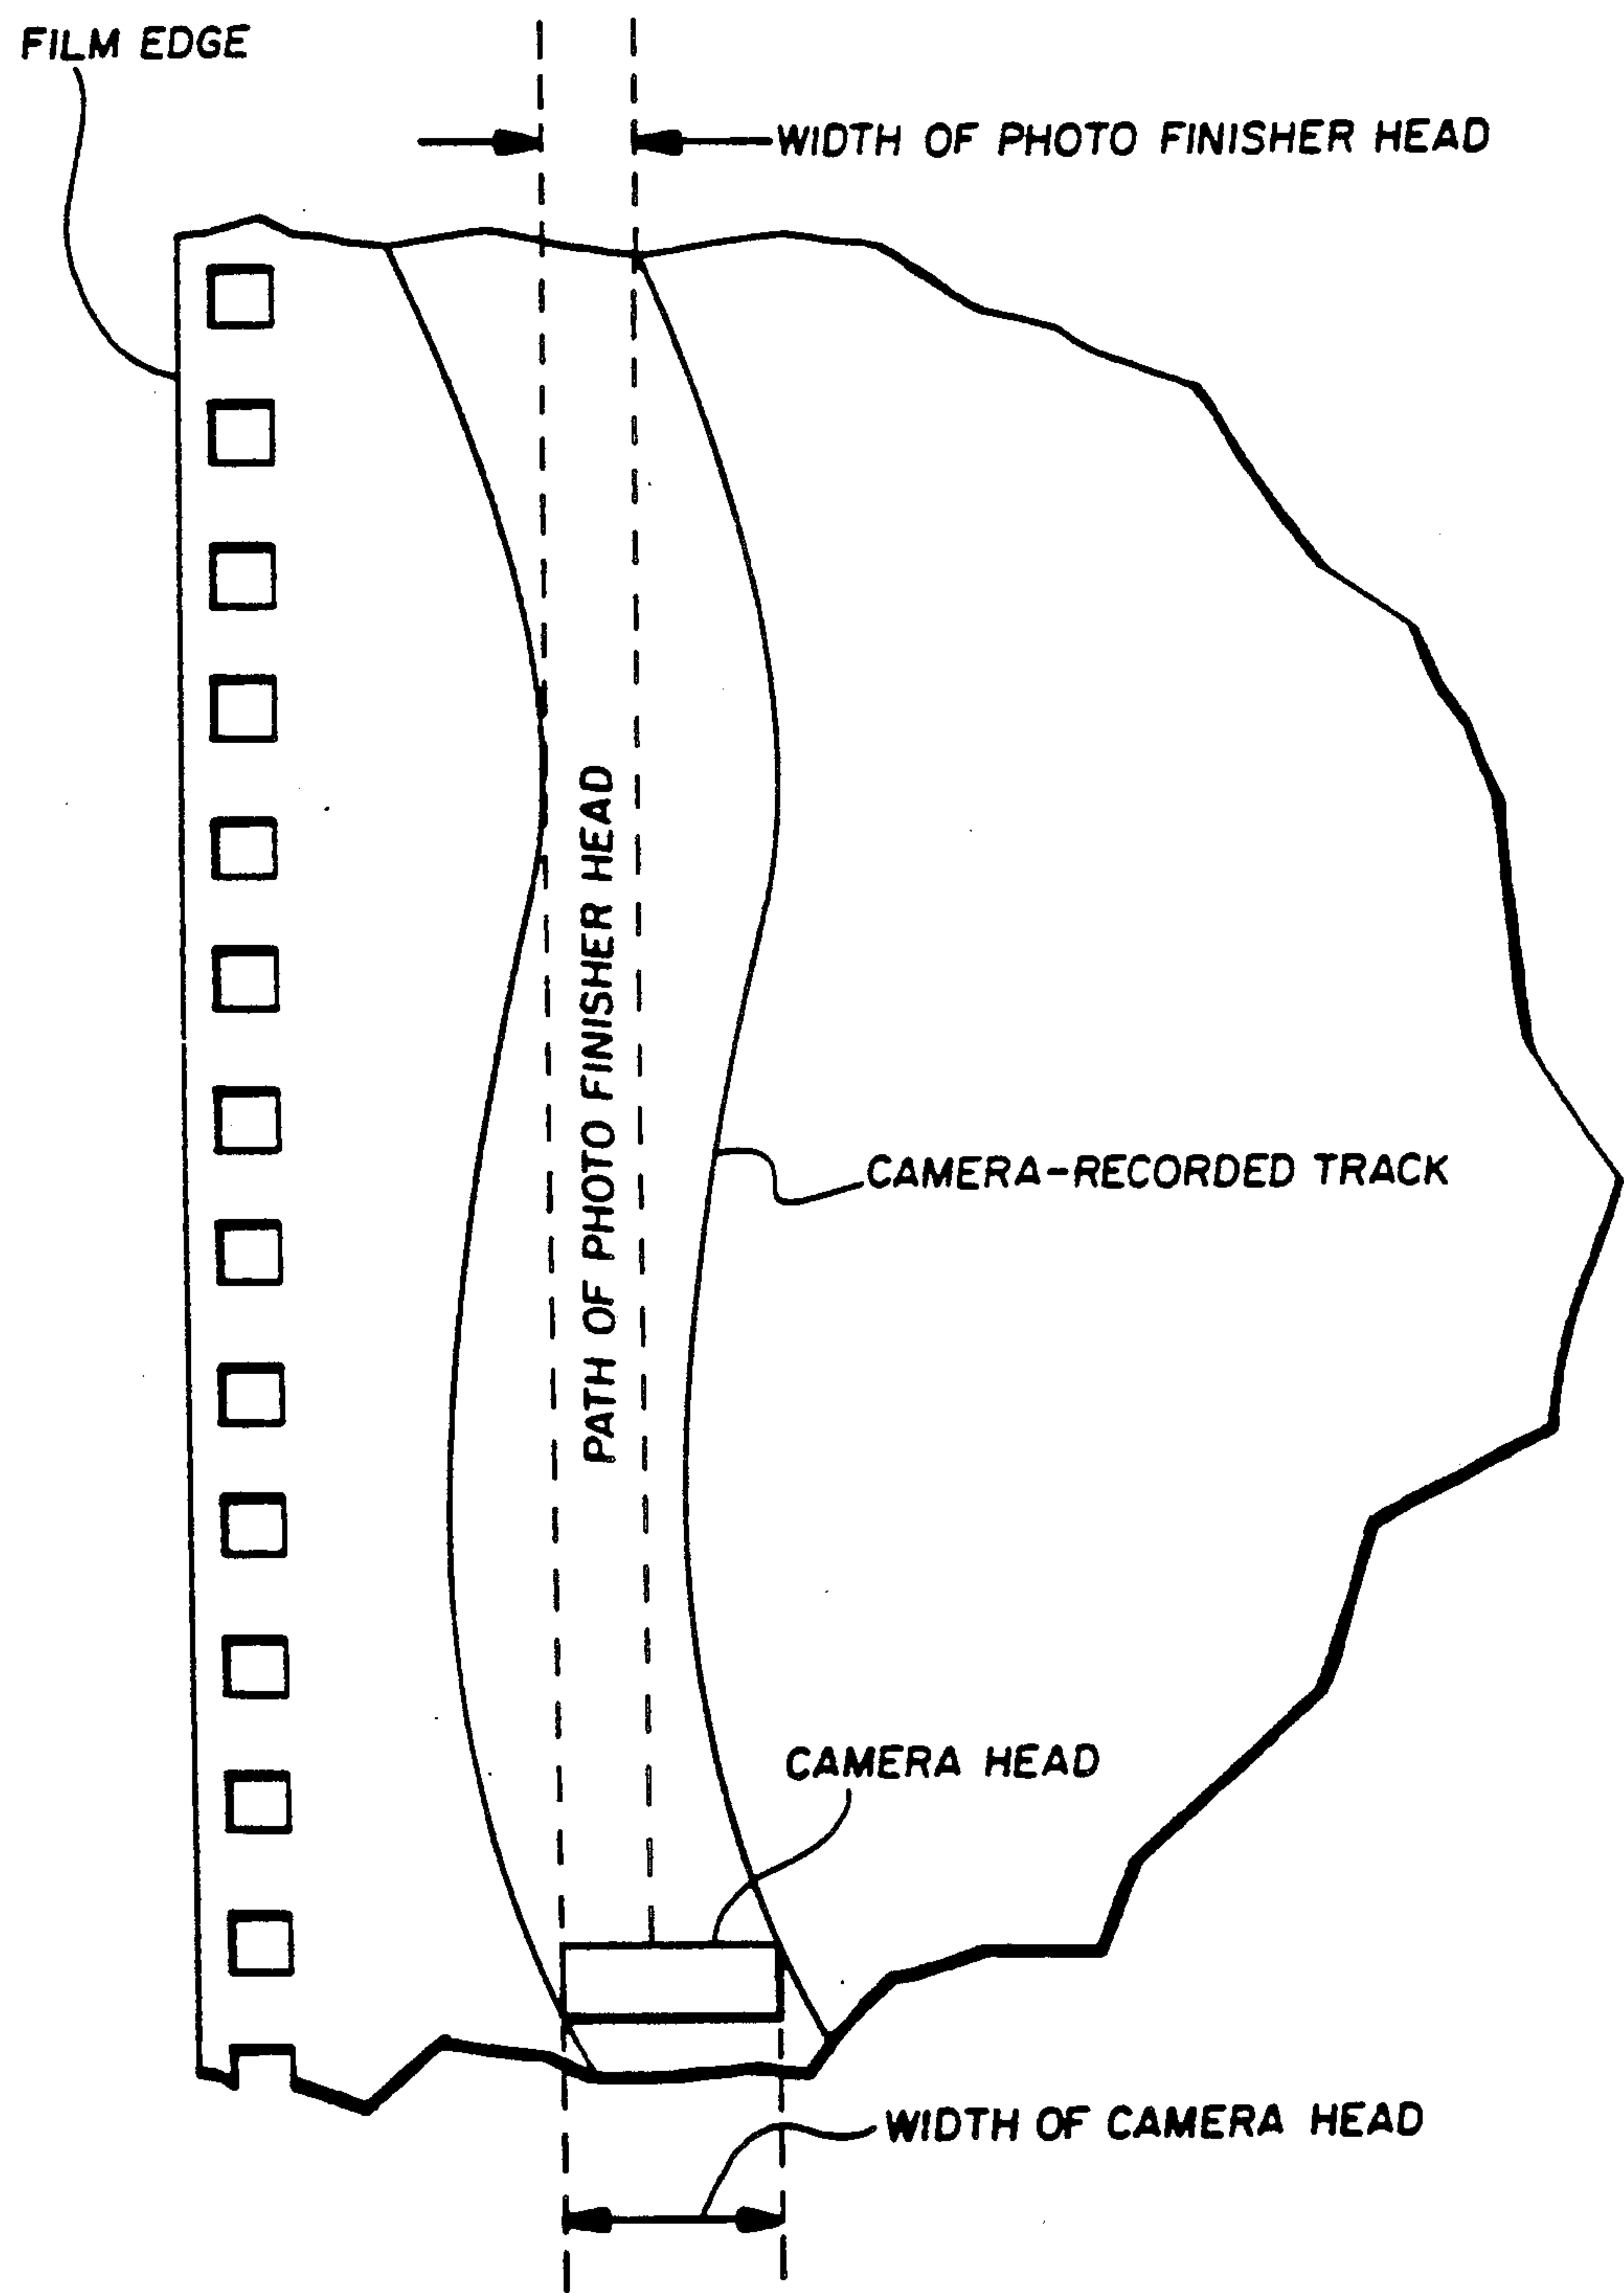 FILM EDGE
WIDTH OF PHOTO FINISHER HEAD
PATH OF PHOTO FINISHER HEAD
CAMERA-RECORDED TRACK
CAMERA HEAD
WIDTH OF CAMERA HEAD